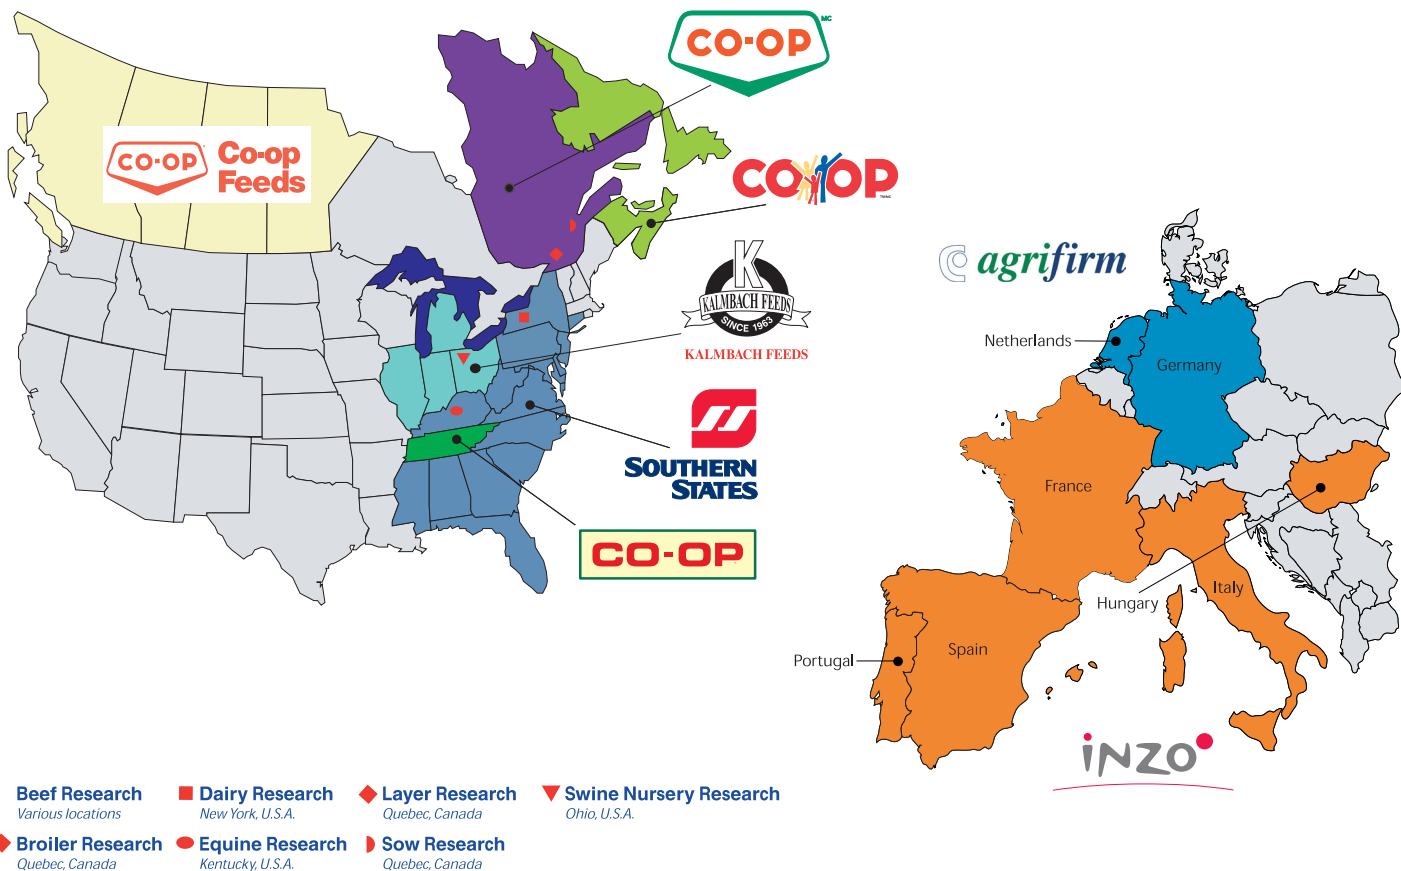 CO-OP
MC
CO-OP
Co-op
Feeds
CO-OP
K
KALMBACH FEEDS
SINCE 1963
KALMBACH FEEDS
SOUTHERN
STATES
CO-OP
agrifirm
Netherlands
Germany
France
Hungary
Italy
Portugal
Spain
inzo
Beef Research
Various locations
Dairy Research
New York, U.S.A.
Layer Research
Quebec, Canada
Swine Nursery Research
Ohio, U.S.A.
Broiler Research
Quebec, Canada
Equine Research
Kentucky, U.S.A.
Sow Research
Quebec, Canada